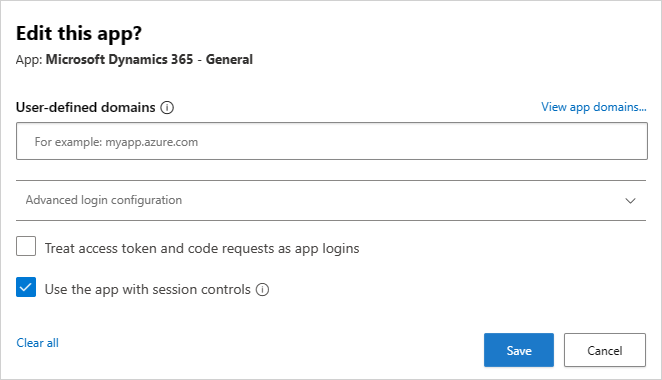 Edit this app?
App: Microsoft Dynamics 365 - General
User-defined domains
View app domains...
For example: myapp.azure.com
Advanced login configuration
Treat access token and code requests as app logins
Use the app with session controls
Clear all
Save
Cancel